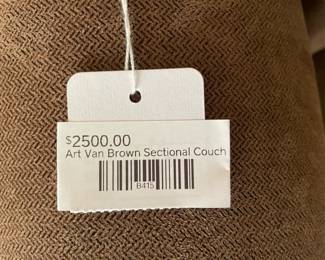 $2500.00
Art Van Brown Sectional Couch
B415